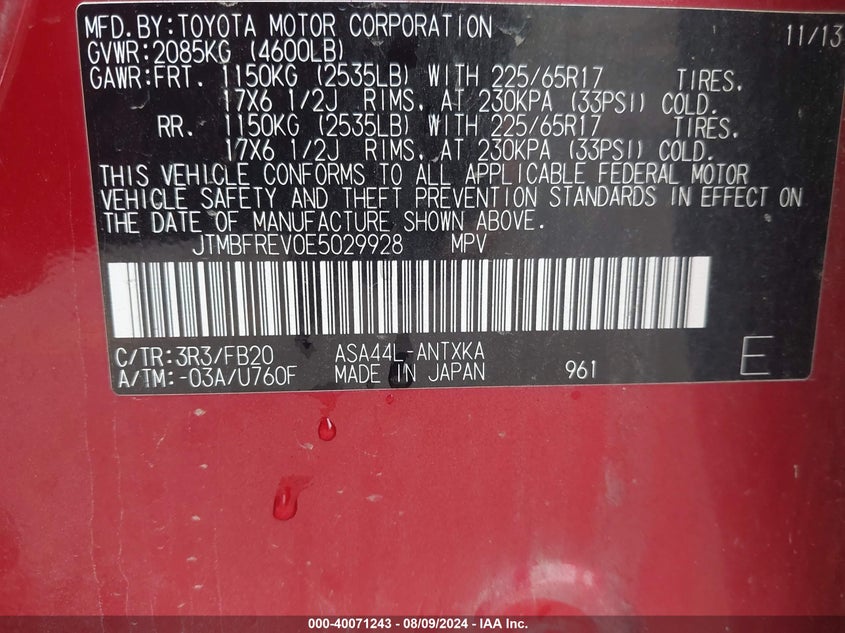 MFD.BY:TOYOTA MOTOR CORPORATION 11/13
GVWR:2085KG (4600LB)
GAWR:FRT. 1150KG (2535LB) WITH 225/65R17 TIRES.
17X6 1/2J RIMS. AT 230KPA (33PSI) COLD.
RR. 1150KG (2535LB) WITH 225/65R17 TIRES.
17X6 1/2J RIMS. AT 230KPA (33PSI) COLD.
THIS VEHICLE CONFORMS TO ALL APPLICABLE FEDERAL MOTOR
VEHICLE SAFETY AND THEFT PREVENTION STANDARDS IN EFFECT ON
THE DATE OF MANUFACTURE SHOWN ABOVE.
JTMBFREV0E5029928 MPV
C/TR:3R3/FB20 ASA44L-ANTXKA
A/TM:-03A/U760F MADE IN JAPAN 961 E
000-40071243 - 08/09/2024 - IAA Inc.